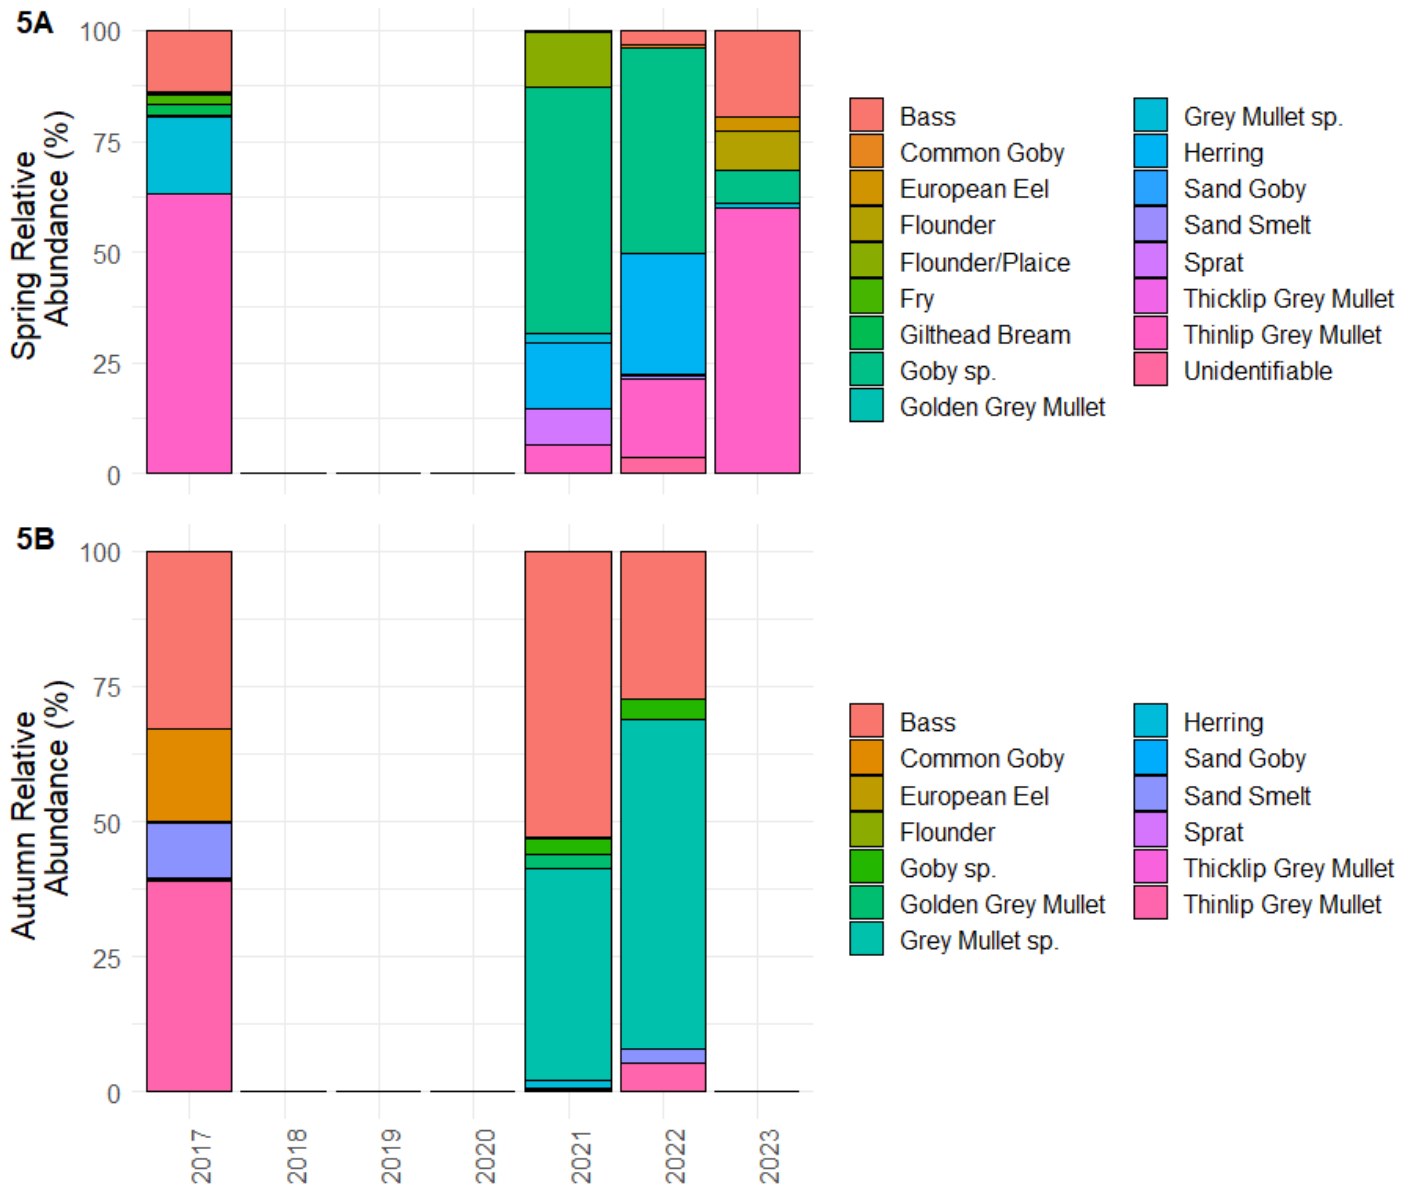 5A
Spring Relative
Abundance (%)
100
75
50
25
0
Bass
Common Goby
European Eel
Flounder
Flounder/Plaice
Fry
Gilthead Bream
Goby sp.
Golden Grey Mullet
Grey Mullet sp.
Herring
Sand Goby
Sand Smelt
Sprat
Thicklip Grey Mullet
Thinlip Grey Mullet
Unidentifiable
5B
Autumn Relative
Abundance (%)
100
75
50
25
0
2017
2018
2019
2020
2021
2022
2023
Bass
Common Goby
European Eel
Flounder
Goby sp.
Golden Grey Mullet
Grey Mullet sp.
Herring
Sand Goby
Sand Smelt
Sprat
Thicklip Grey Mullet
Thinlip Grey Mullet